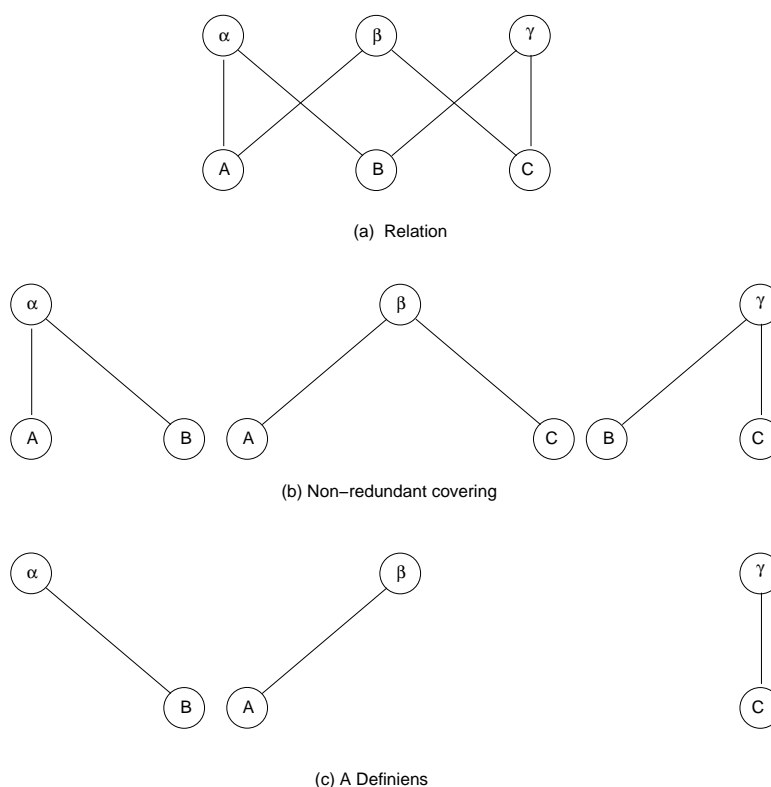 α β γ
A B C
(a) Relation
α β γ
A B A C B C
(b) Non−redundant covering
α β γ
B A C
(c) A Definiens